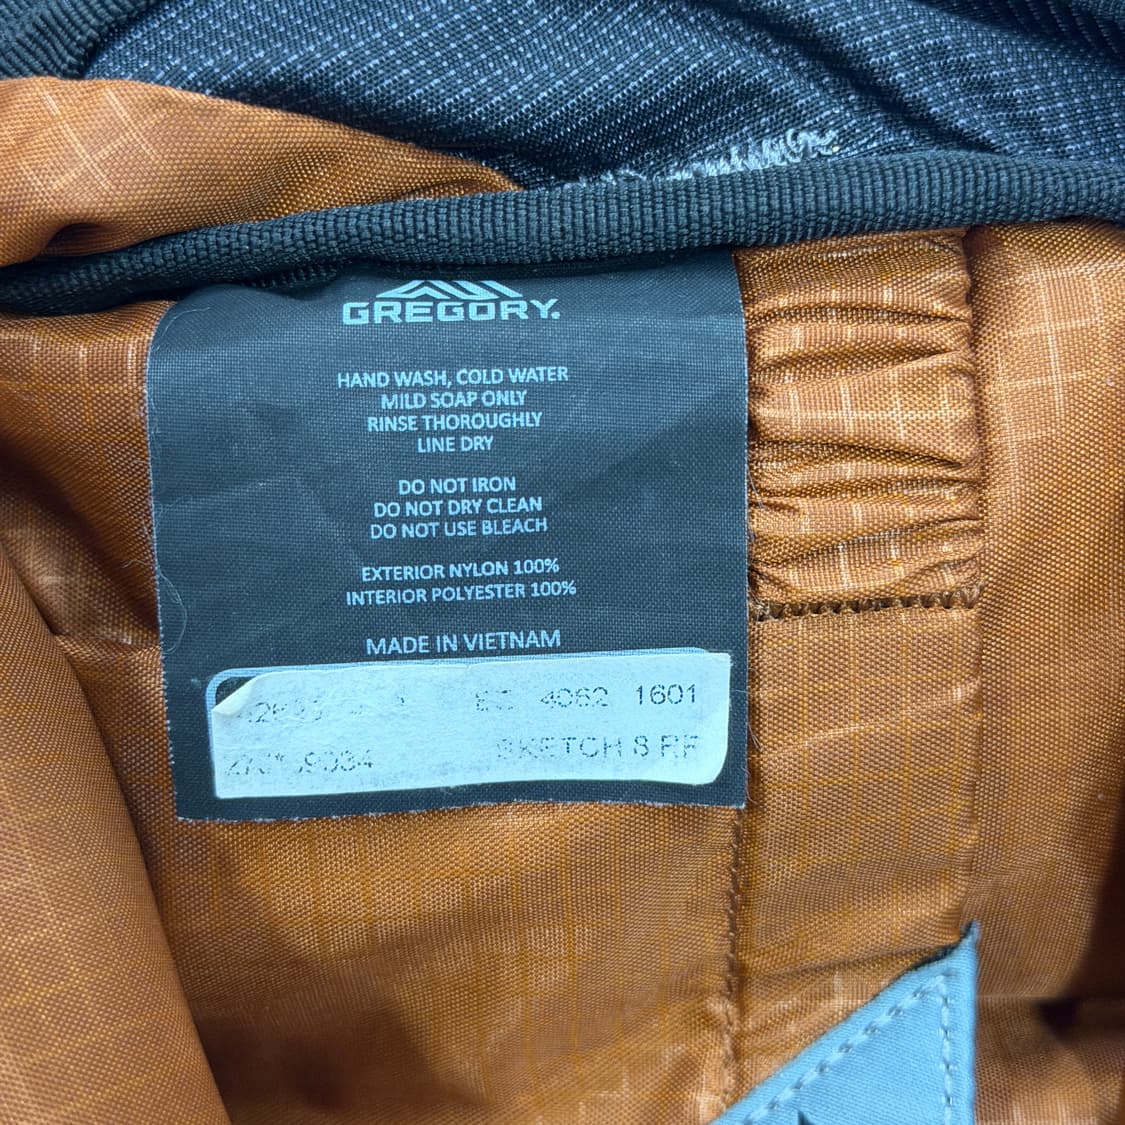 GREGORY.
HAND WASH, COLD WATER
MILD SOAP ONLY
RINSE THOROUGHLY
LINE DRY
DO NOT IRON
DO NOT DRY CLEAN
DO NOT USE BLEACH
EXTERIOR NYLON 100%
INTERIOR POLYESTER 100%
MADE IN VIETNAM
4062 1601
SKETCH 8 RF